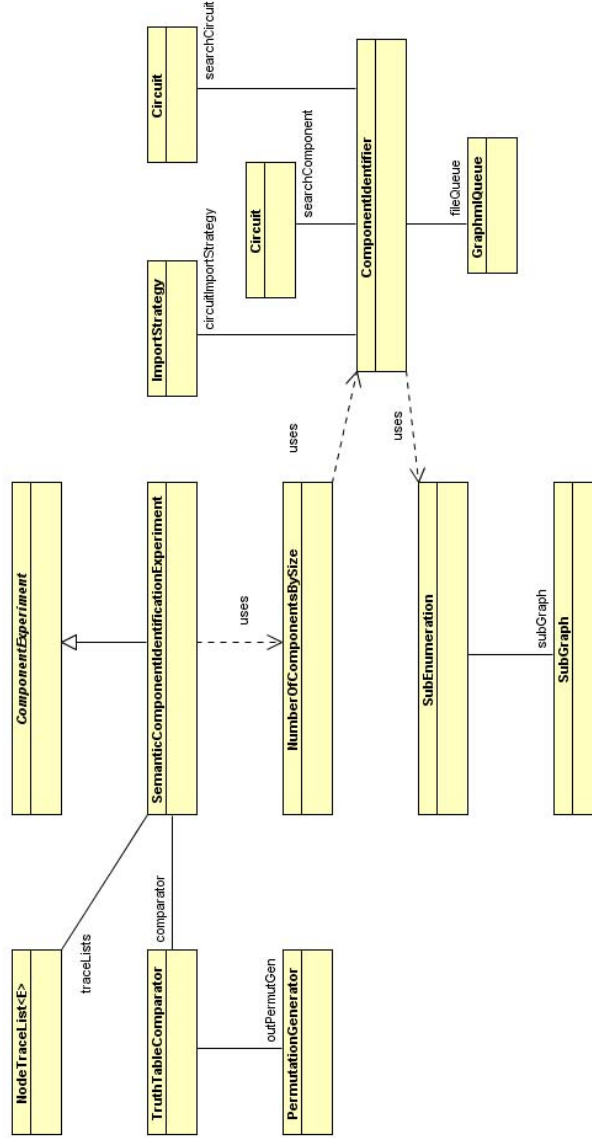 NodeTraceList<E>
traceLists
TruthTableComparator
comparator
outPermutGen
PermutationGenerator
ComponentExperiment
SemanticComponentIdentificationExperiment
uses
NumberOfComponentsBySize
uses
uses
SubEnumeration
subGraph
SubGraph
ImportStrategy
circuitImportStrategy
Circuit
searchComponent
Circuit
searchCircuit
ComponentIdentifier
fileQueue
GraphmlQueue